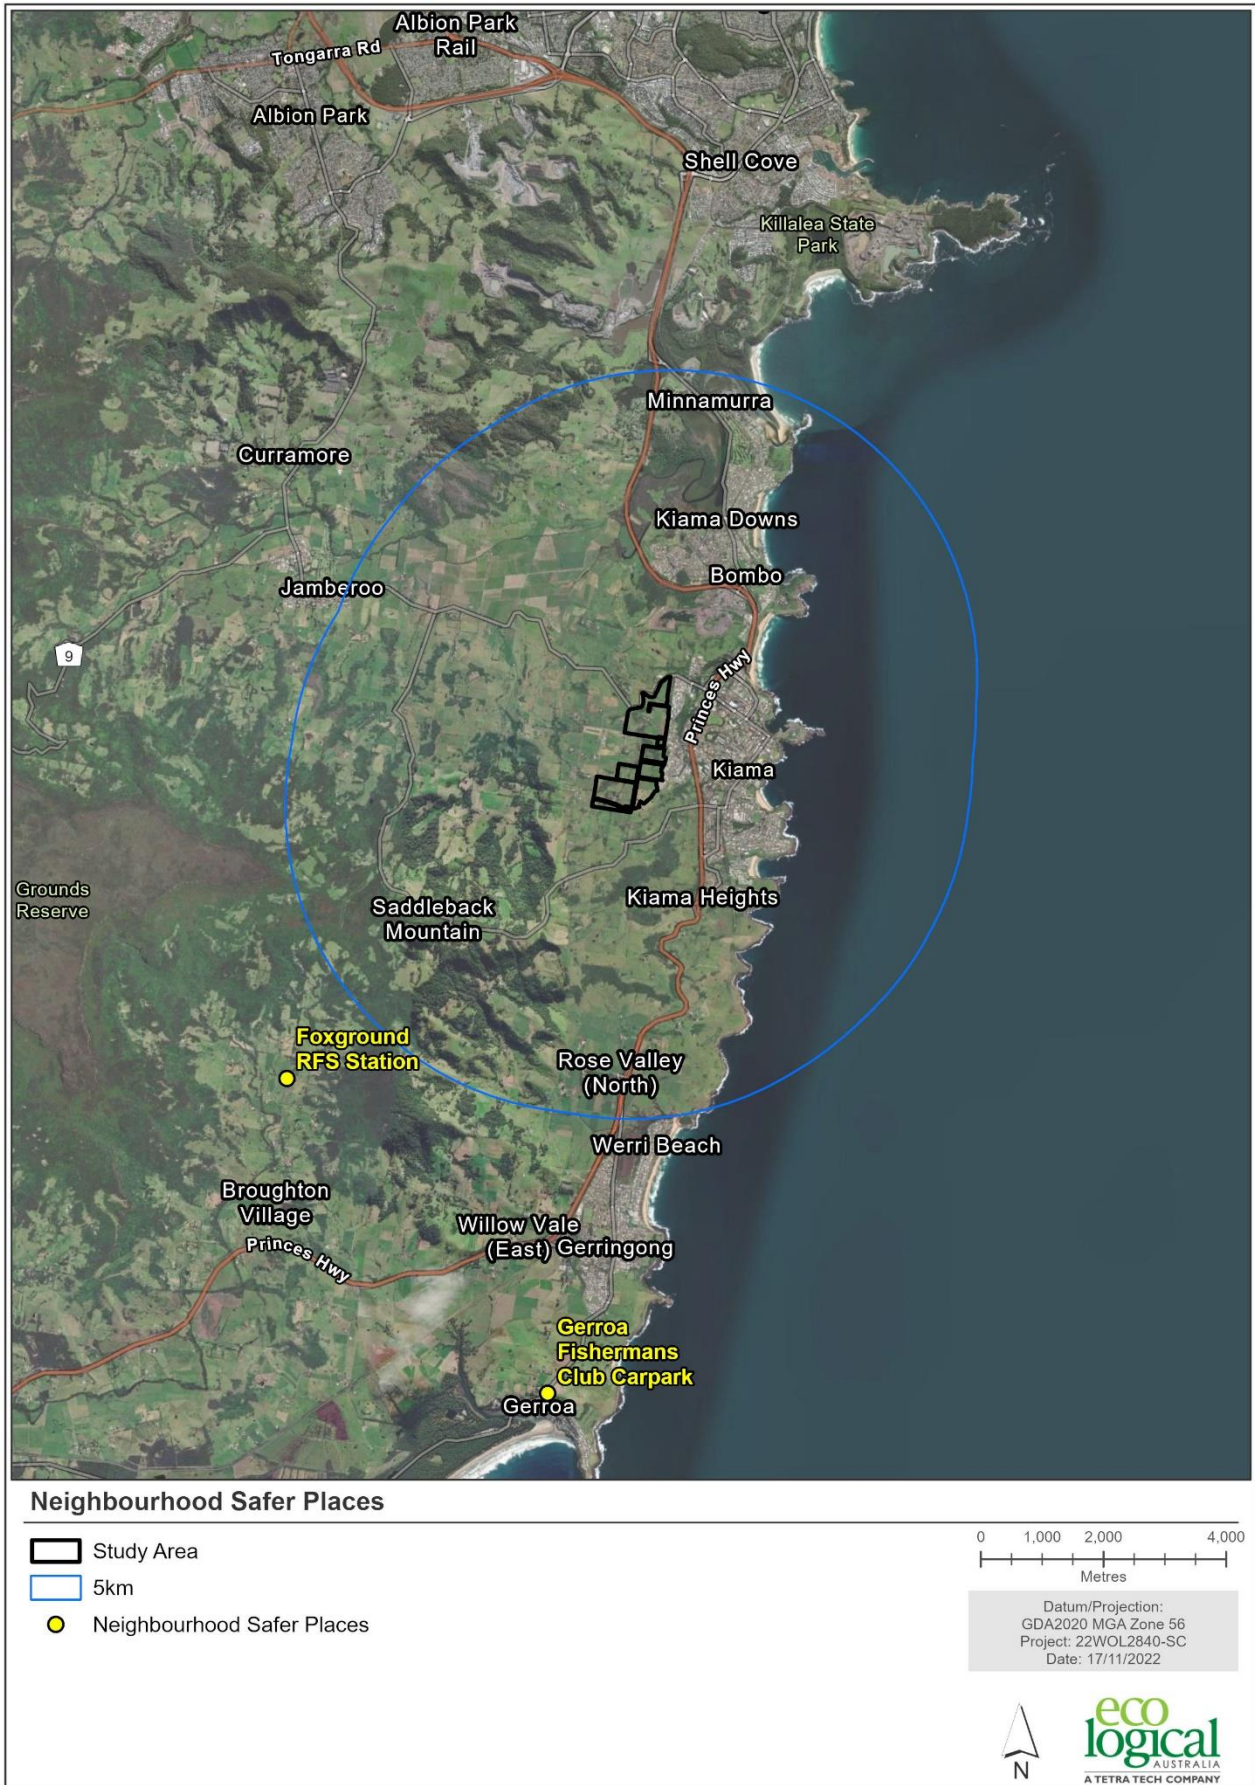 Albion Park
Rail
Tongarra Rd
Albion Park
Shell Cove
Killalea State
Park
Minnamurra
Curramore
Kiama Downs
Bombo
Jamberoo
9
Princes Hwy
Kiama
Grounds
Reserve
Kiama Heights
Saddleback
Mountain
Foxground
RFS Station
Rose Valley
(North)
Werri Beach
Broughton
Village
Willow Vale
(East)
Gerringong
Princes Hwy
Gerroa
Fishermans
Club Carpark
Gerroa
Neighbourhood Safer Places
Study Area
5km
Neighbourhood Safer Places
0 1,000 2,000 4,000
Metres
Datum/Projection:
GDA2020 MGA Zone 56
Project: 22WOL2840-SC
Date: 17/11/2022
N
eco
logical
AUSTRALIA
A TETRA TECH COMPANY